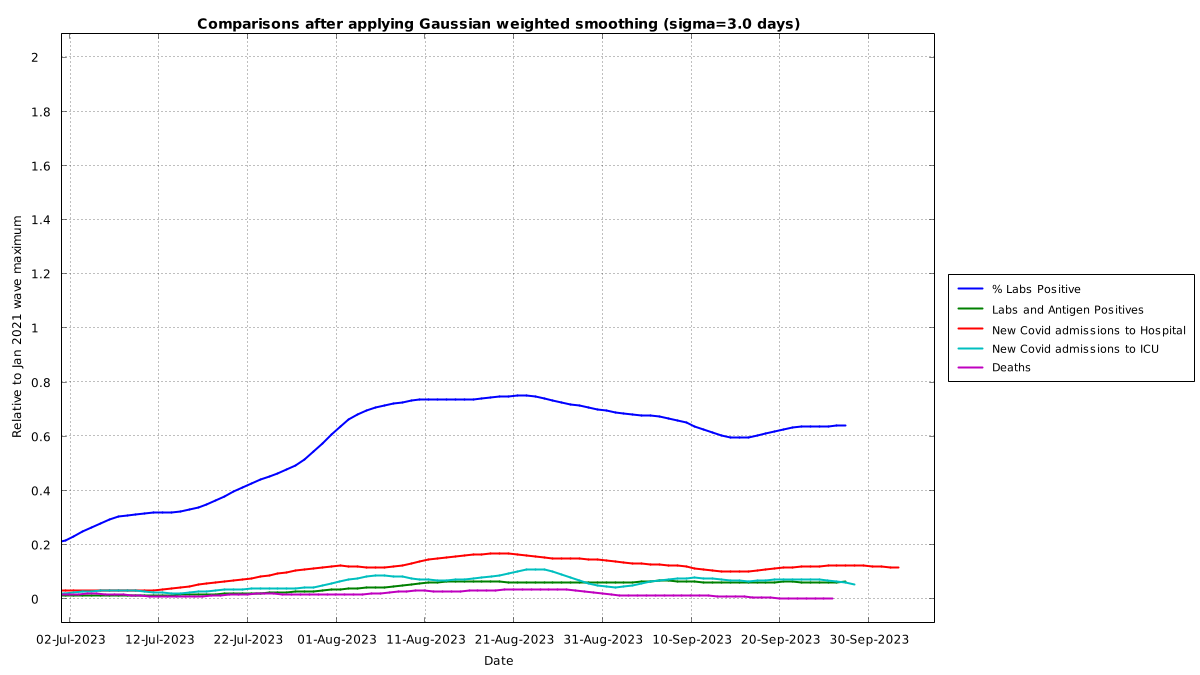 Comparisons after applying Gaussian weighted smoothing (sigma=3.0 days)
Relative to Jan 2021 wave maximum
2
1.8
1.6
1.4
1.2
1
0.8
0.6
0.4
0.2
0
02-Jul-2023 12-Jul-2023 22-Jul-2023 01-Aug-2023 11-Aug-2023 21-Aug-2023 31-Aug-2023 10-Sep-2023 20-Sep-2023 30-Sep-2023
Date
% Labs Positive
Labs and Antigen Positives
New Covid admissions to Hospital
New Covid admissions to ICU
Deaths